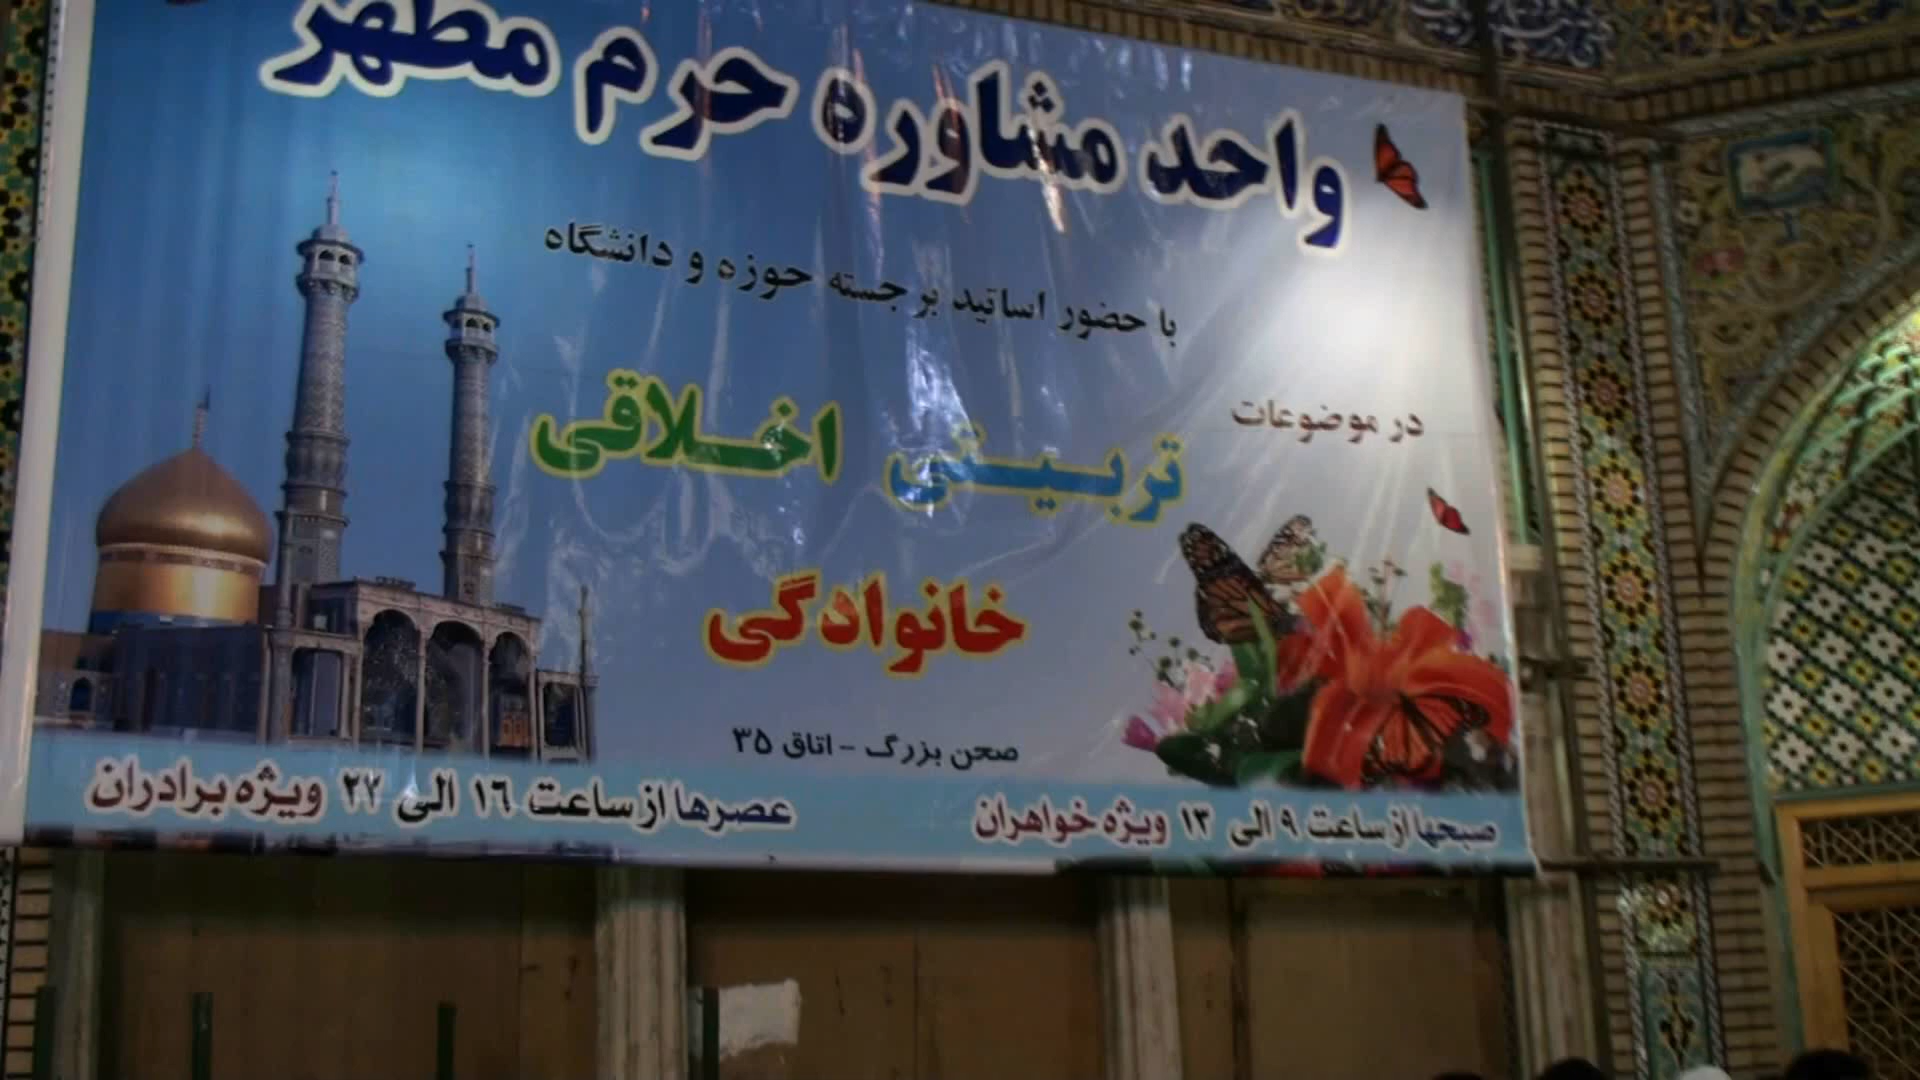 واحد مشاوره حرم مطهر
با حضور اساتید برجسته حوزه و دانشگاه
در موضوعات
تربیتی اخلاقی
خانوادگی
صحن بزرگ - اتاق ۳۵
صبحها از ساعت ۹ الی ۱۳ ویژه خواهران
عصرها از ساعت ۱۶ الی ۲۲ ویژه برادران